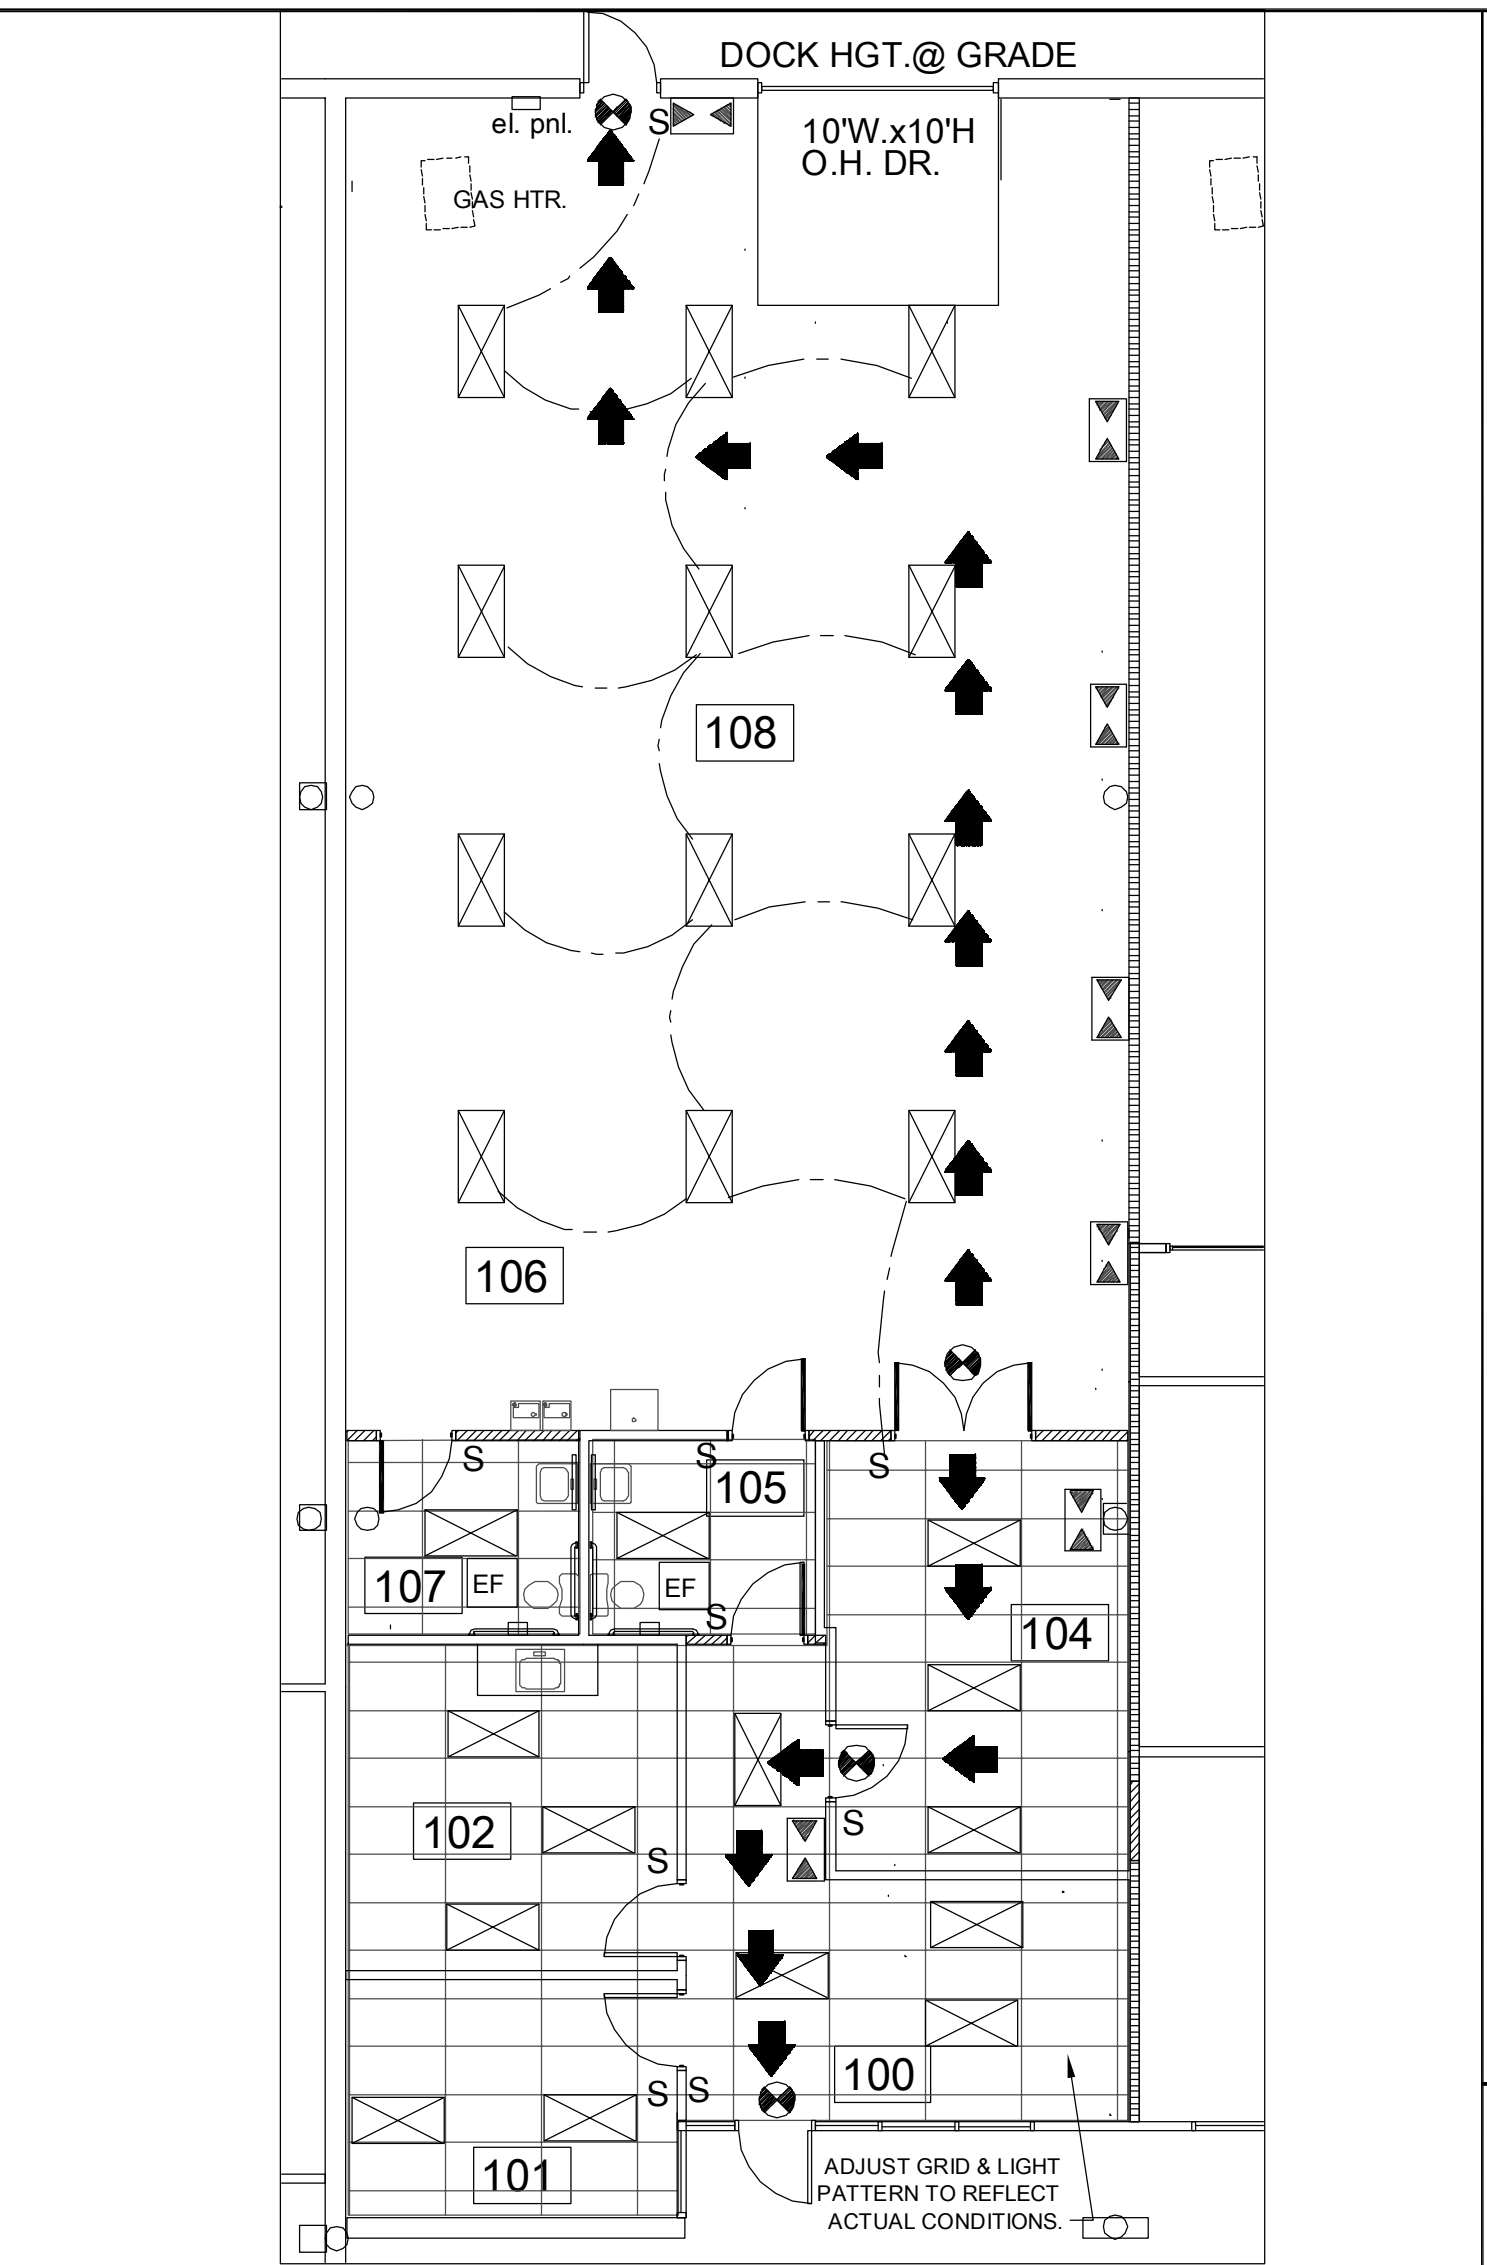 DOCK HGT.@ GRADE
el. pnl.
S
10'W.x10'H
O.H. DR.
GAS HTR.
108
106
S
S
S
105
107
EF
EF
S
104
S
102
S
100
S
S
101
ADJUST GRID & LIGHT
PATTERN TO REFLECT
ACTUAL CONDITIONS.